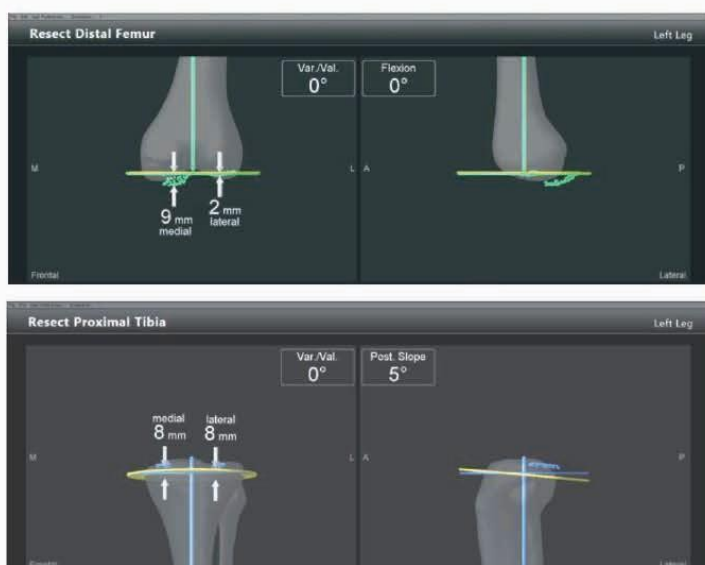 Resect Distal Femur
Left Leg
Var./Val.
0°
Flexion
0°
M
L
A
P
9 mm
medial
2 mm
lateral
Frontal
Lateral
Resect Proximal Tibia
Left Leg
Var./Val.
0°
Post. Slope
5°
medial
8 mm
lateral
8 mm
M
L
A
P